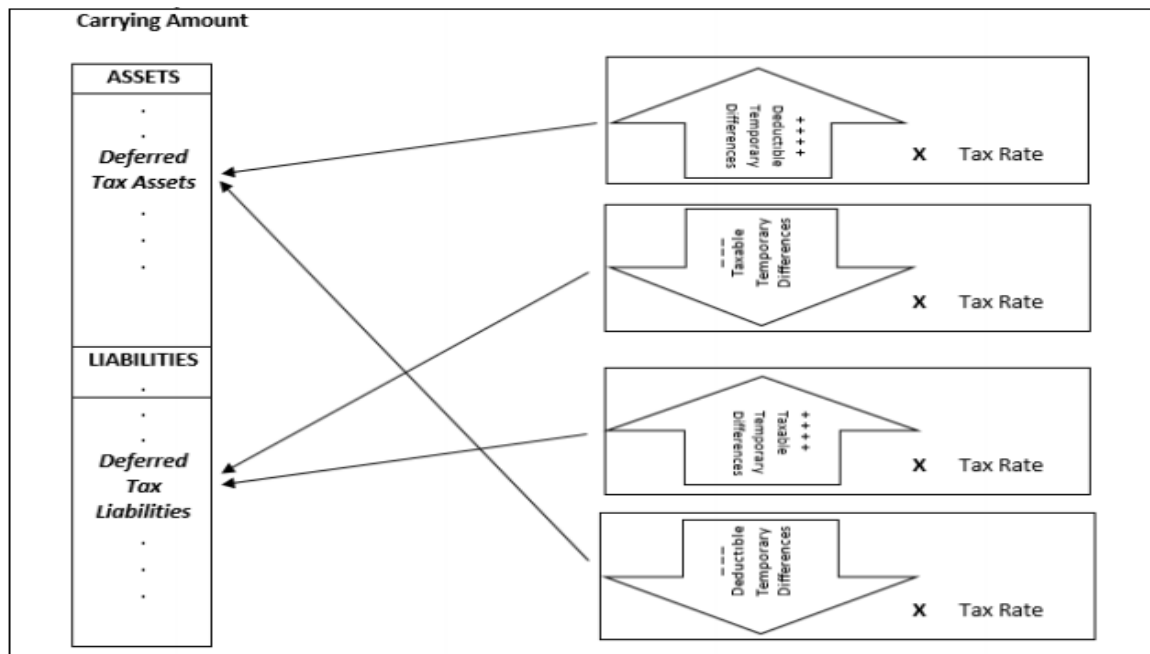 Carrying Amount
ASSETS
.
.
Deferred
Tax Assets
.
.
.
.
LIABILITIES
.
.
.
Deferred
Tax
Liabilities
.
.
.
++++
Deductible
Temporary
Differences
X Tax Rate
Differences
Temporary
Taxable
– – –
X Tax Rate
++++
Taxable
Temporary
Differences
X Tax Rate
Differences
Temporary
Deductible
– – –
X Tax Rate